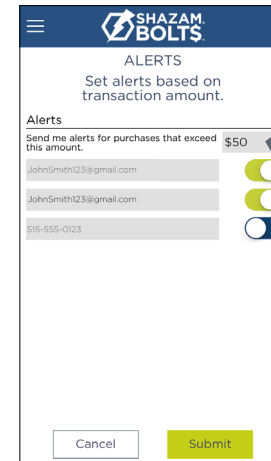 SHAZAM.
BOLT$.
ALERTS
Set alerts based on
transaction amount.
Alerts
Send me alerts for purchases that exceed
this amount.
$50
JohnSmith123@gmail.com
JohnSmith123@gmail.com
515-555-0123
Cancel
Submit